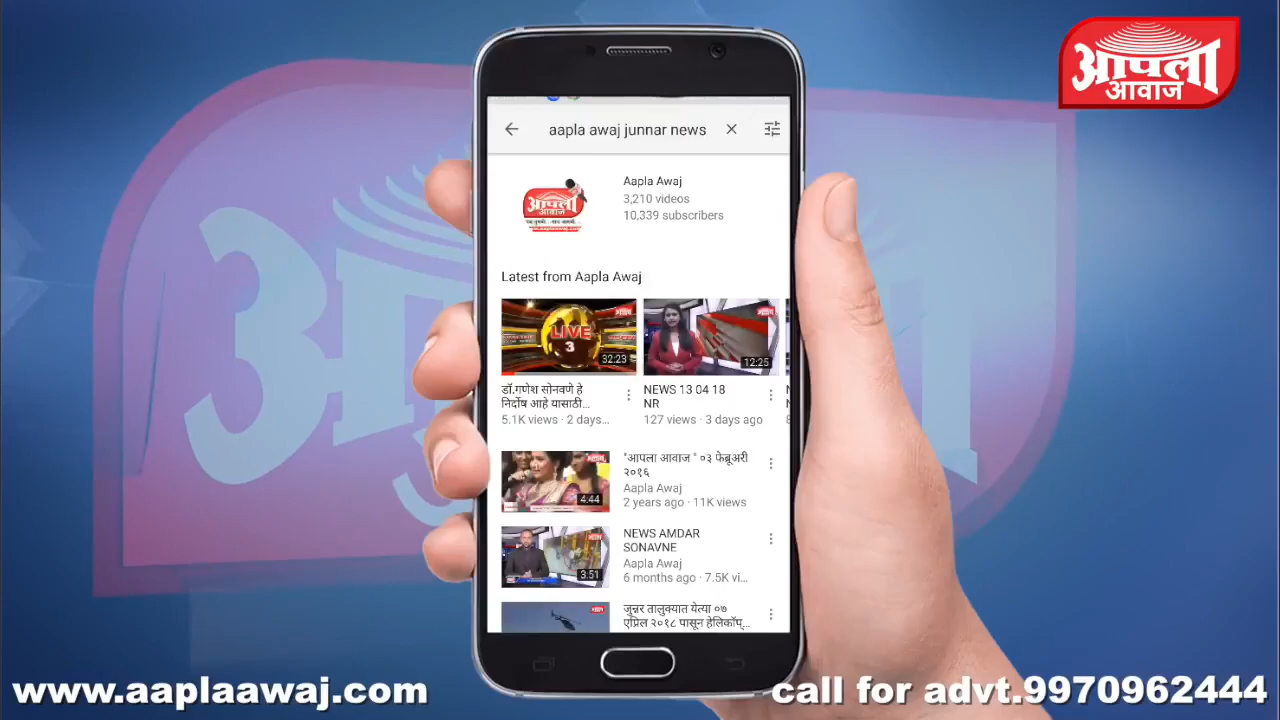 आपला
आवाज
aapla awaj junnar news
आपला
आवाज
Aapla Awaj
3,210 videos
10,339 subscribers
Latest from Aapla Awaj
LIVE
3
32:23
12:25
डॉ.गणेश सोनवणे हे
निर्दोष आहे यासाठी...
5.1K views · 2 days...
NEWS 13 04 18
NR
127 views · 3 days ago
4:44
"आपला आवाज " ०३ फेब्रूअरी
२०१६
Aapla Awaj
2 years ago · 11K views
3:51
NEWS AMDAR
SONAVNE
Aapla Awaj
6 months ago · 7.5K vi...
जुन्नर तालुक्यात येत्या ०७
एप्रिल २०१८ पासून हेलिकॉप्...
www.aaplaawaj.com
call for advt.9970962444